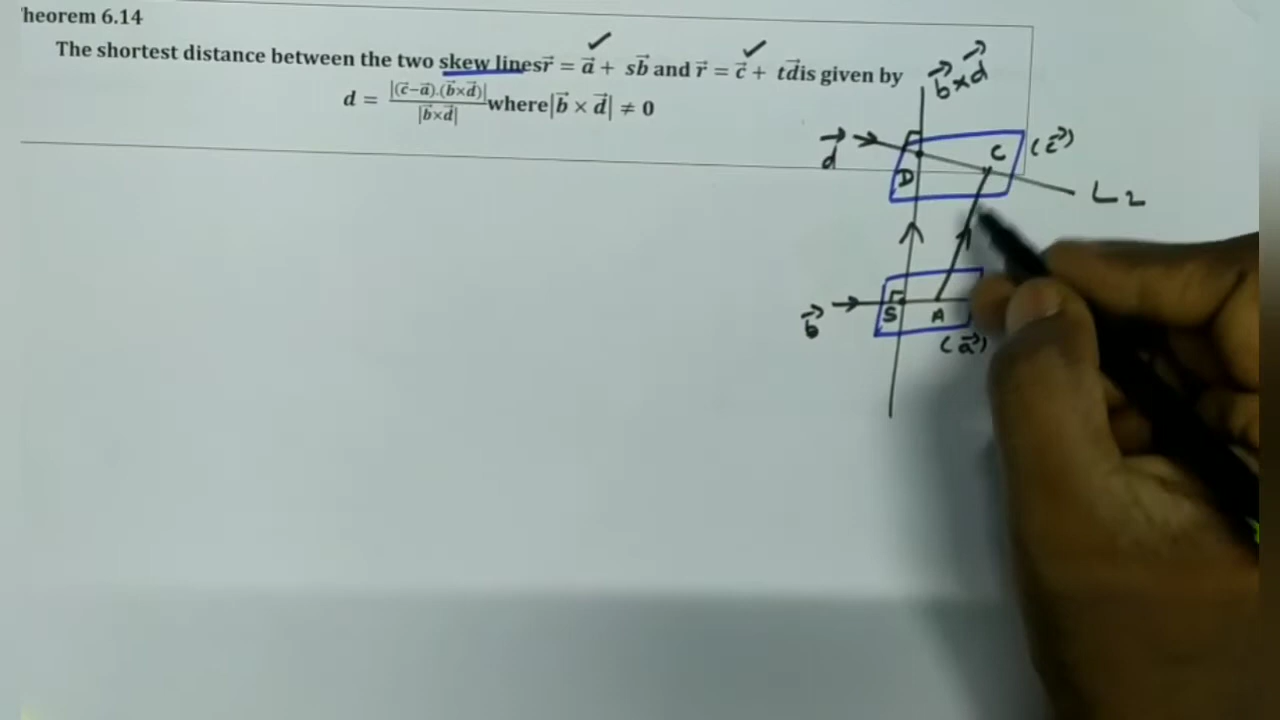 heorem 6.14
The shortest distance between the two skew lines r⃗ = a⃗ + sb⃗ and r⃗ = c⃗ + td⃗is given by
d = |(c⃗−a⃗).(b⃗×d⃗)| / |b⃗×d⃗| where|b⃗ × d⃗| ≠ 0
b⃗×d⃗
d⃗
C (c⃗)
D
L2
b⃗
S A
(a⃗)